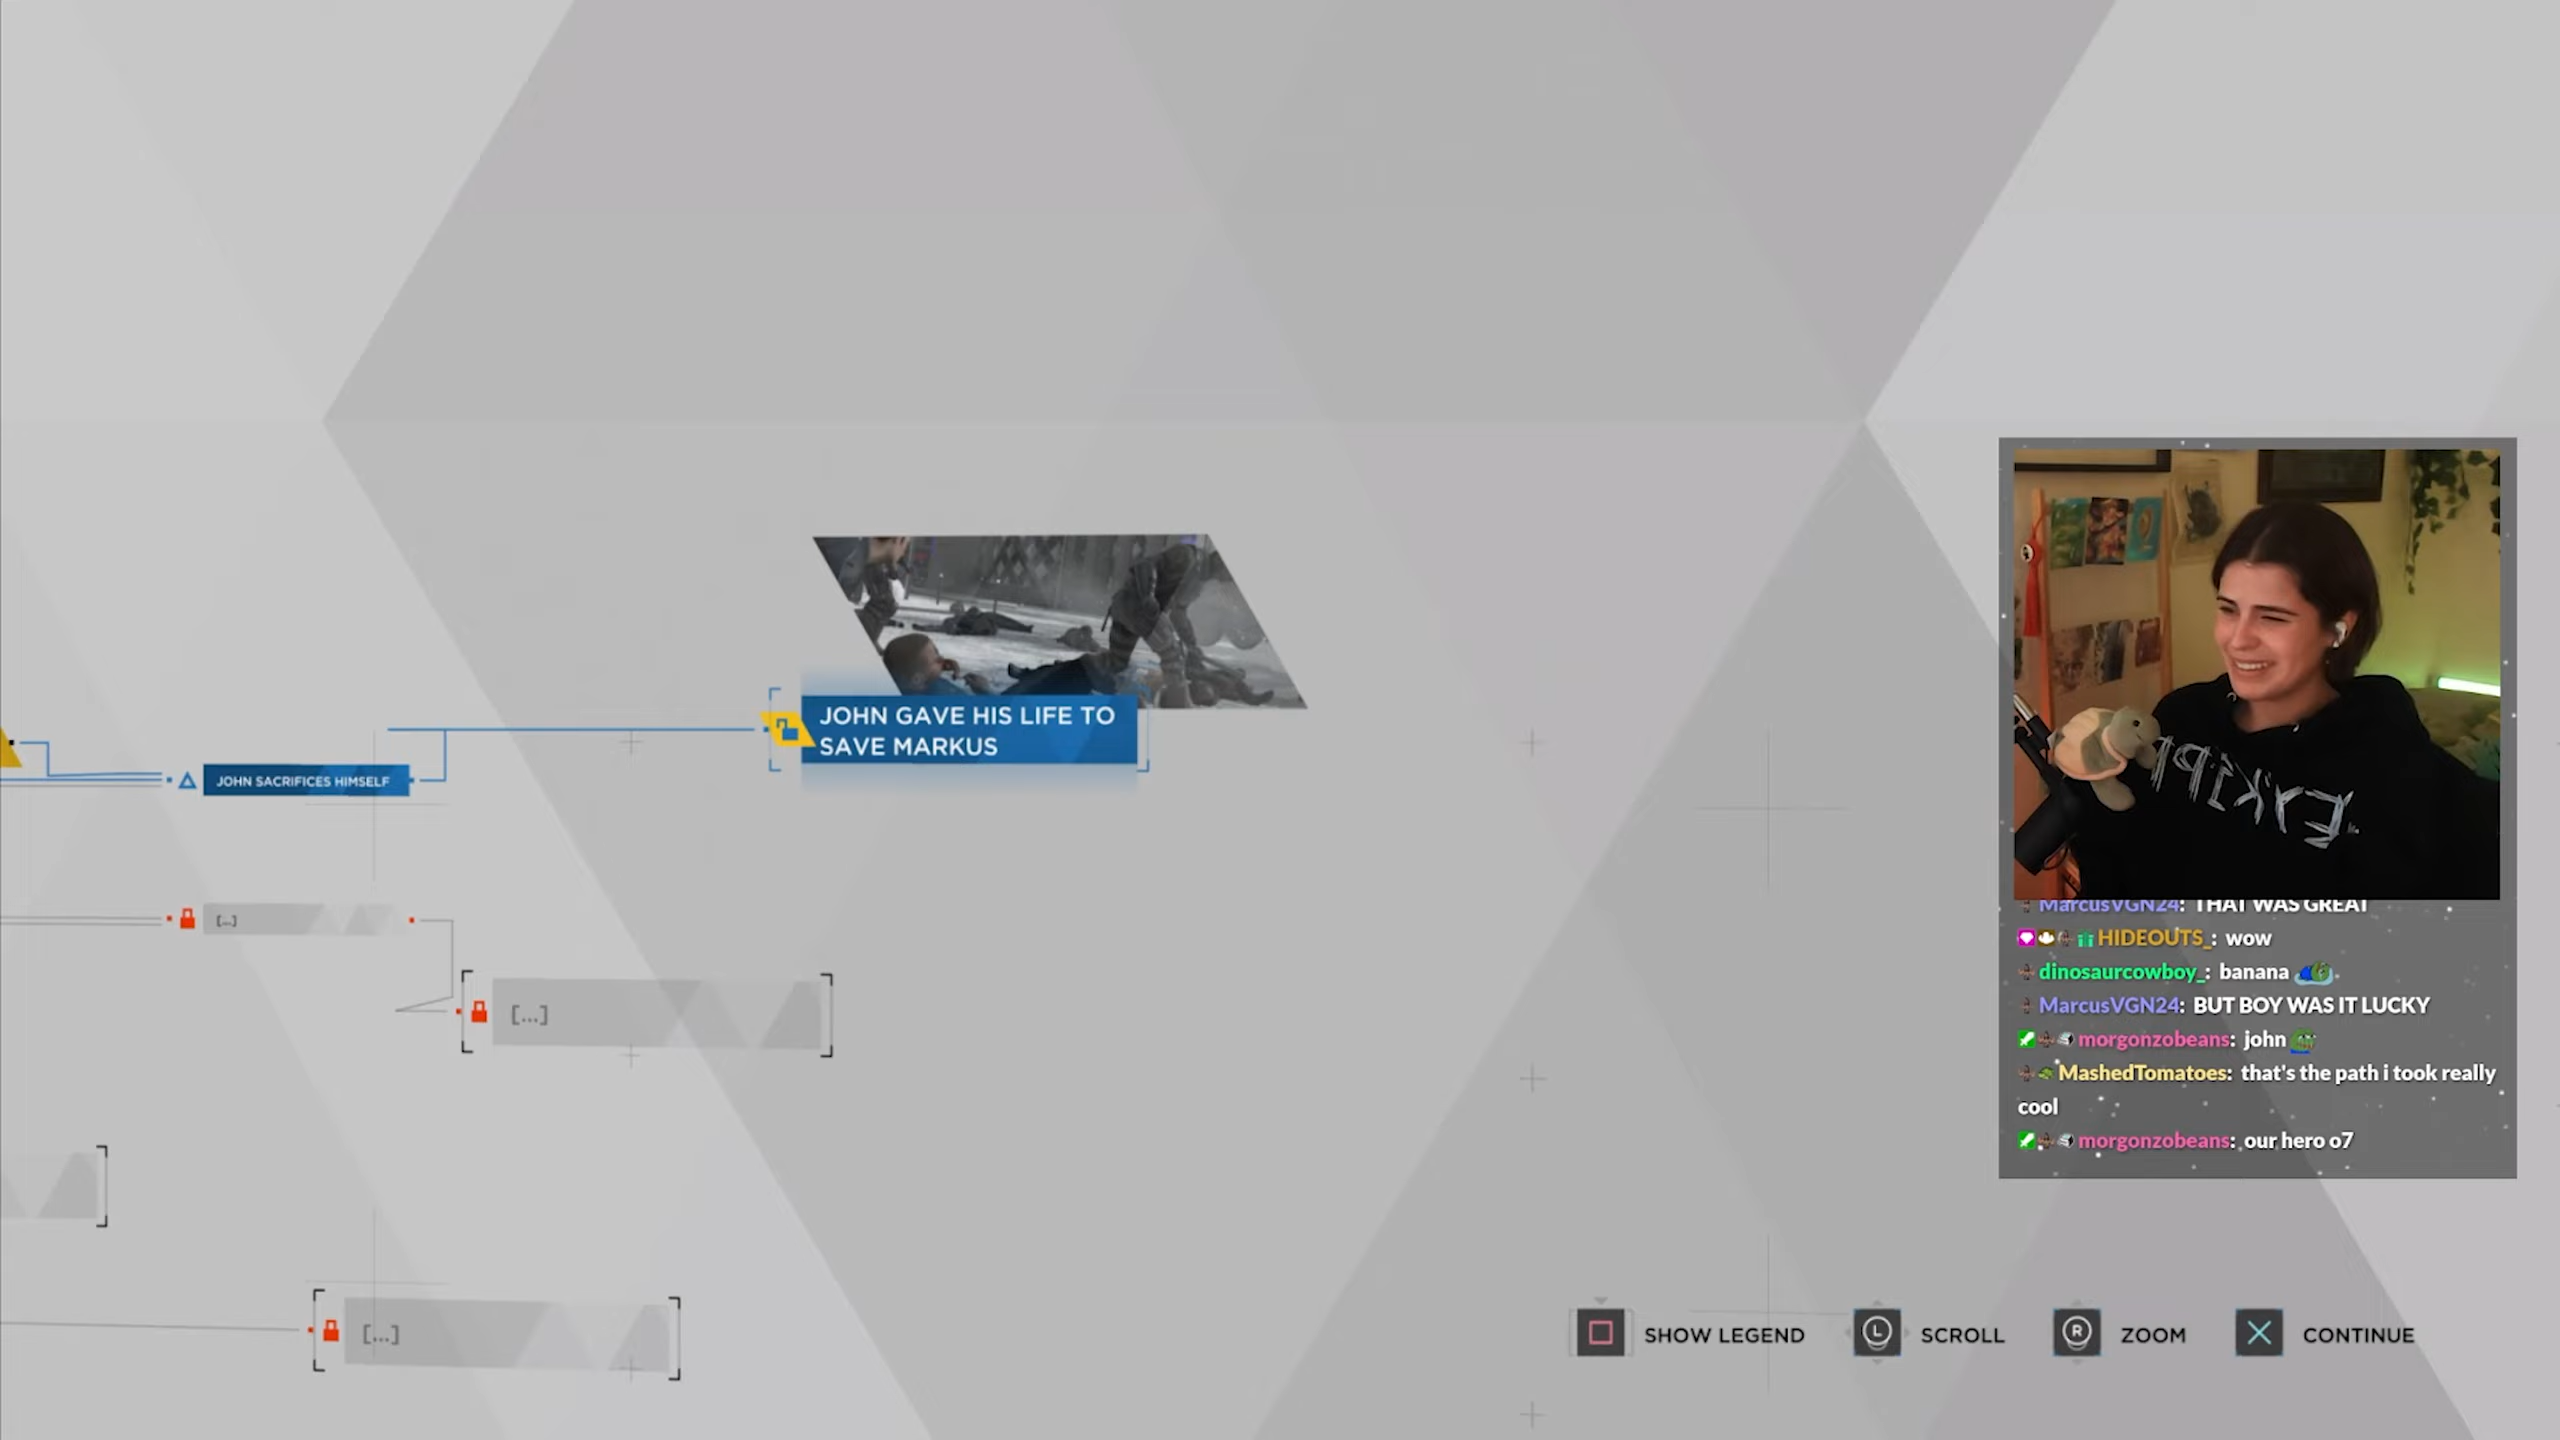 JOHN GAVE HIS LIFE TO
SAVE MARKUS
JOHN SACRIFICES HIMSELF
[...]
[...]
[...]
MarcusVGN24: THAT WAS GREAT
HIDEOUTS_: wow
dinosaurcowboy_: banana
MarcusVGN24: BUT BOY WAS IT LUCKY
morgonzobeans: john
MashedTomatoes: that's the path i took really
cool
morgonzobeans: our hero o7
SHOW LEGEND
L
SCROLL
R
ZOOM
CONTINUE